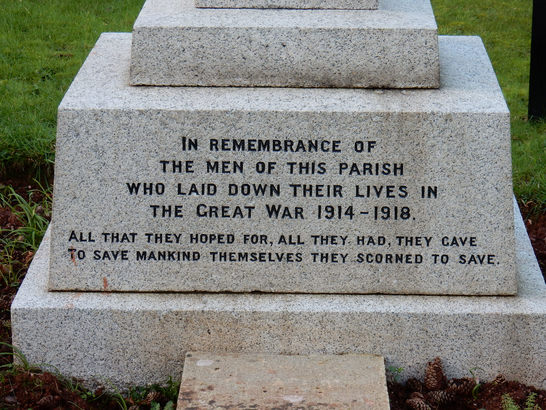 IN REMEMBRANCE OF
THE MEN OF THIS PARISH
WHO LAID DOWN THEIR LIVES IN
THE GREAT WAR 1914-1918.
ALL THAT THEY HOPED FOR, ALL THEY HAD, THEY GAVE
TO SAVE MANKIND THEMSELVES THEY SCORNED TO SAVE.